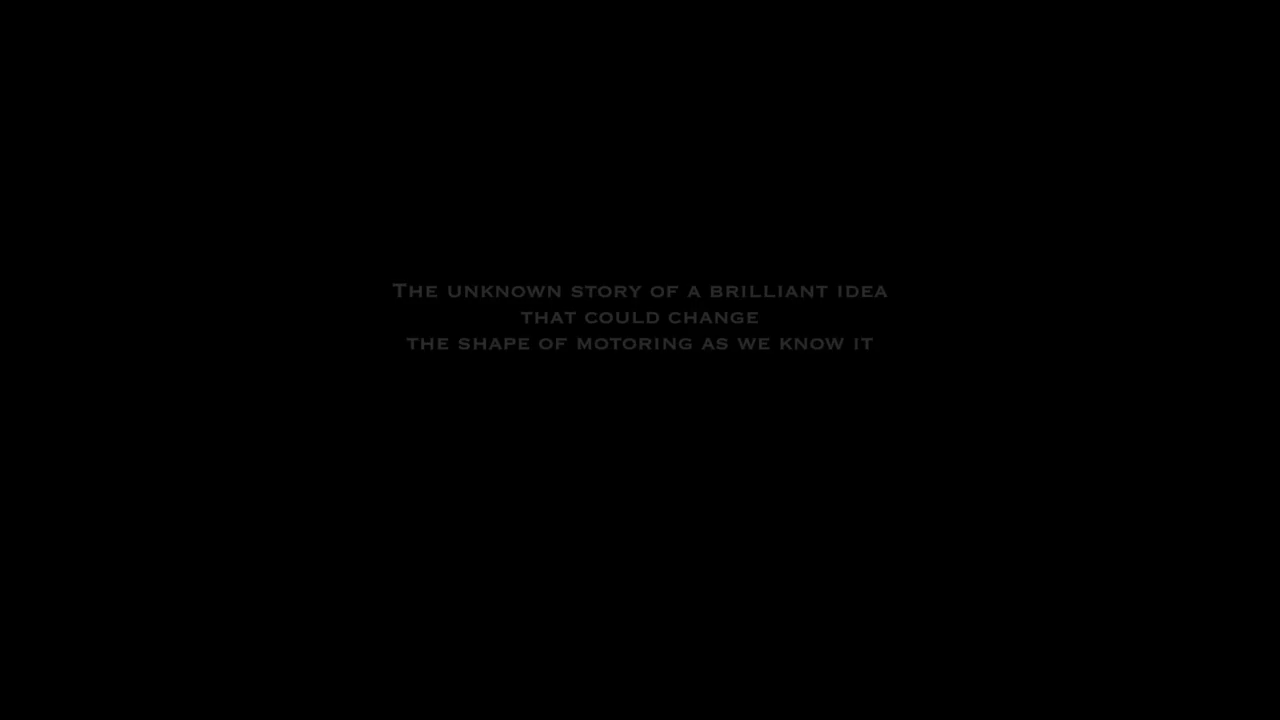 The unknown story of a brilliant idea
that could change
the shape of motoring as we know it